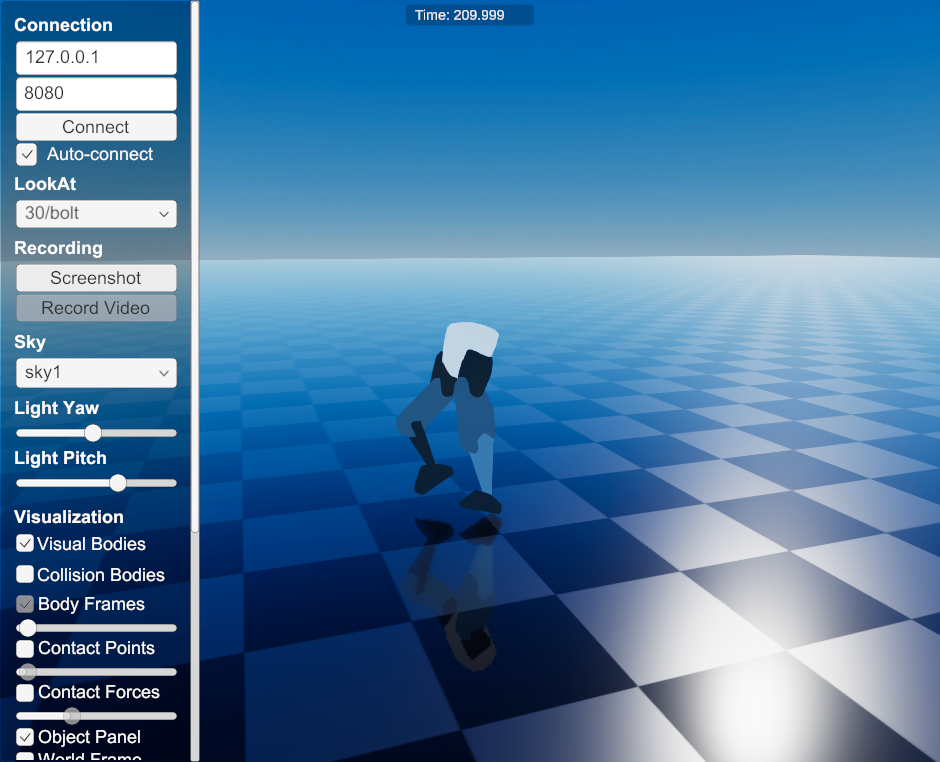 Time: 209.999
Connection
127.0.0.1
8080
Connect
Auto-connect
LookAt
30/bolt
Recording
Screenshot
Record Video
Sky
sky1
Light Yaw
Light Pitch
Visualization
Visual Bodies
Collision Bodies
Body Frames
Contact Points
Contact Forces
Object Panel
World Frame